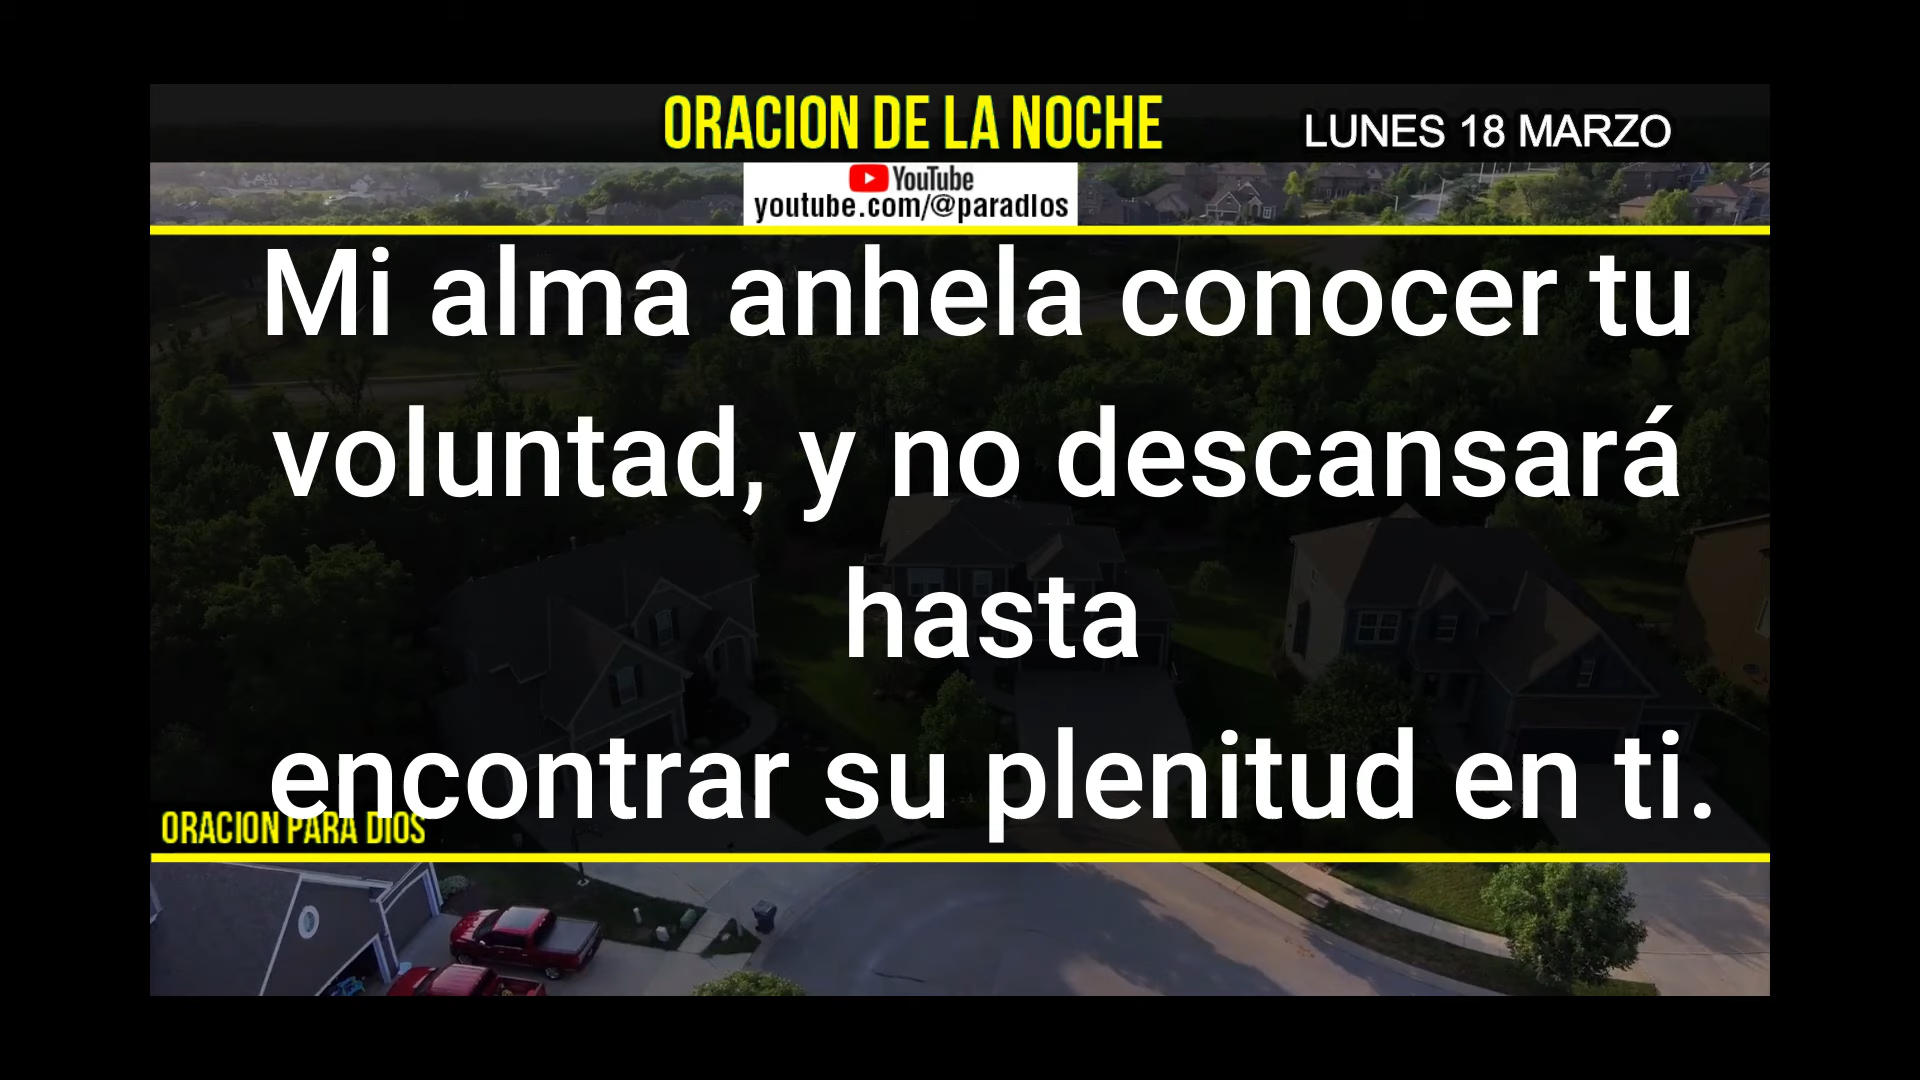 ORACION DE LA NOCHE
LUNES 18 MARZO
YouTube
youtube.com/@paradIos
Mi alma anhela conocer tu
voluntad, y no descansará
hasta
encontrar su plenitud en ti.
ORACION PARA DIOS